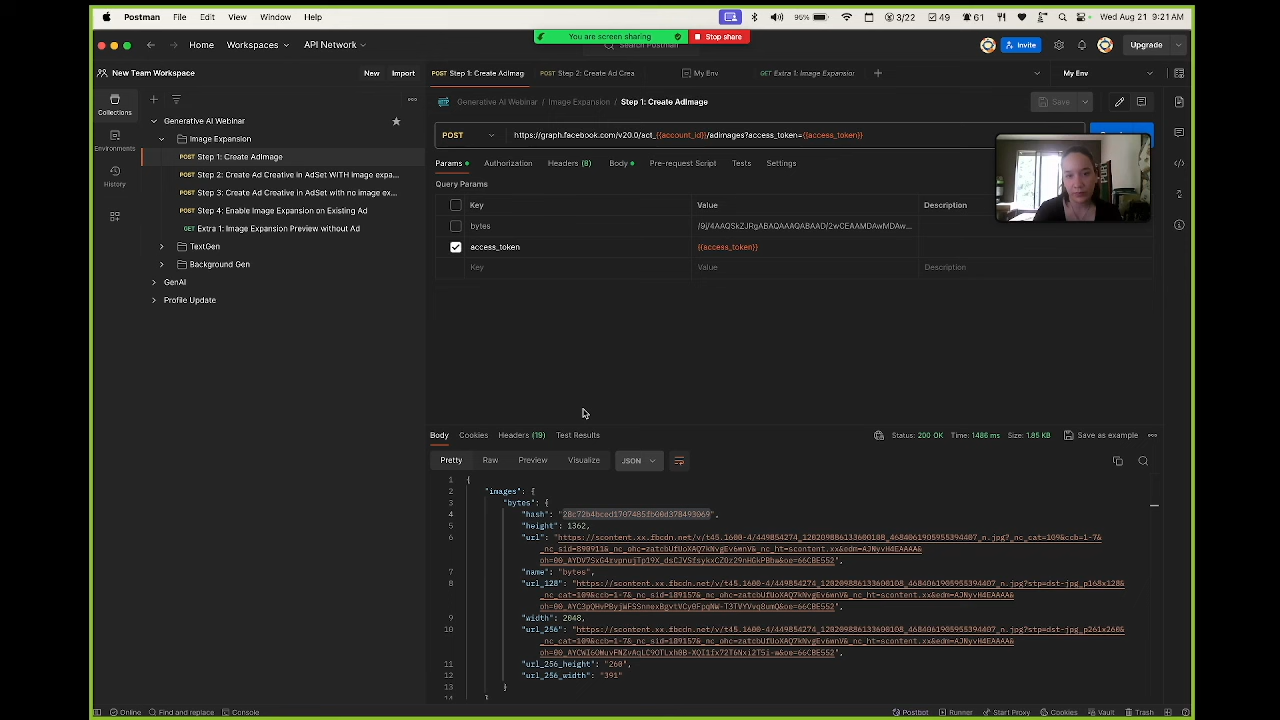 Postman File Edit View Window Help 95% 3/22 49 61 Wed Aug 21 9:21 AM
You are screen sharing Stop share
Home Workspaces API Network Search Postman Invite Upgrade
New Team Workspace New Import
POST Step 1: Create AdImag POST Step 2: Create Ad Crea My Env GET Extra 1: Image Expansion My Env
Collections
Environments
History
Generative AI Webinar
Image Expansion
POST Step 1: Create AdImage
POST Step 2: Create Ad Creative in AdSet WITH image expa...
POST Step 3: Create Ad Creative in AdSet with no image ex...
POST Step 4: Enable Image Expansion on Existing Ad
GET Extra 1: Image Expansion Preview without Ad
TextGen
Background Gen
GenAI
Profile Update
Generative AI Webinar / Image Expansion / Step 1: Create AdImage Save
POST https://graph.facebook.com/v20.0/act_{{account_id}}/adimages?access_token={{access_token}}
Params Authorization Headers (8) Body Pre-request Script Tests Settings
Query Params
Key Value Description
bytes
access_token {{access_token}}
Key Value Description
Body Cookies Headers (19) Test Results Status: 200 OK Time: 1486 ms Size: 1.85 KB Save as example
Pretty Raw Preview Visualize JSON
1 {
2 "images": {
3 "bytes": {
4 "hash":
5 "height": 1362,
6 "url":
7 "name": "bytes",
8 "url_128":
9 "width": 2048,
10 "url_256":
11 "url_256_height": "260",
12 "url_256_width": "391"
13 }
14 }
Online Find and replace Console Postbot Runner Start Proxy Cookies Vault Trash